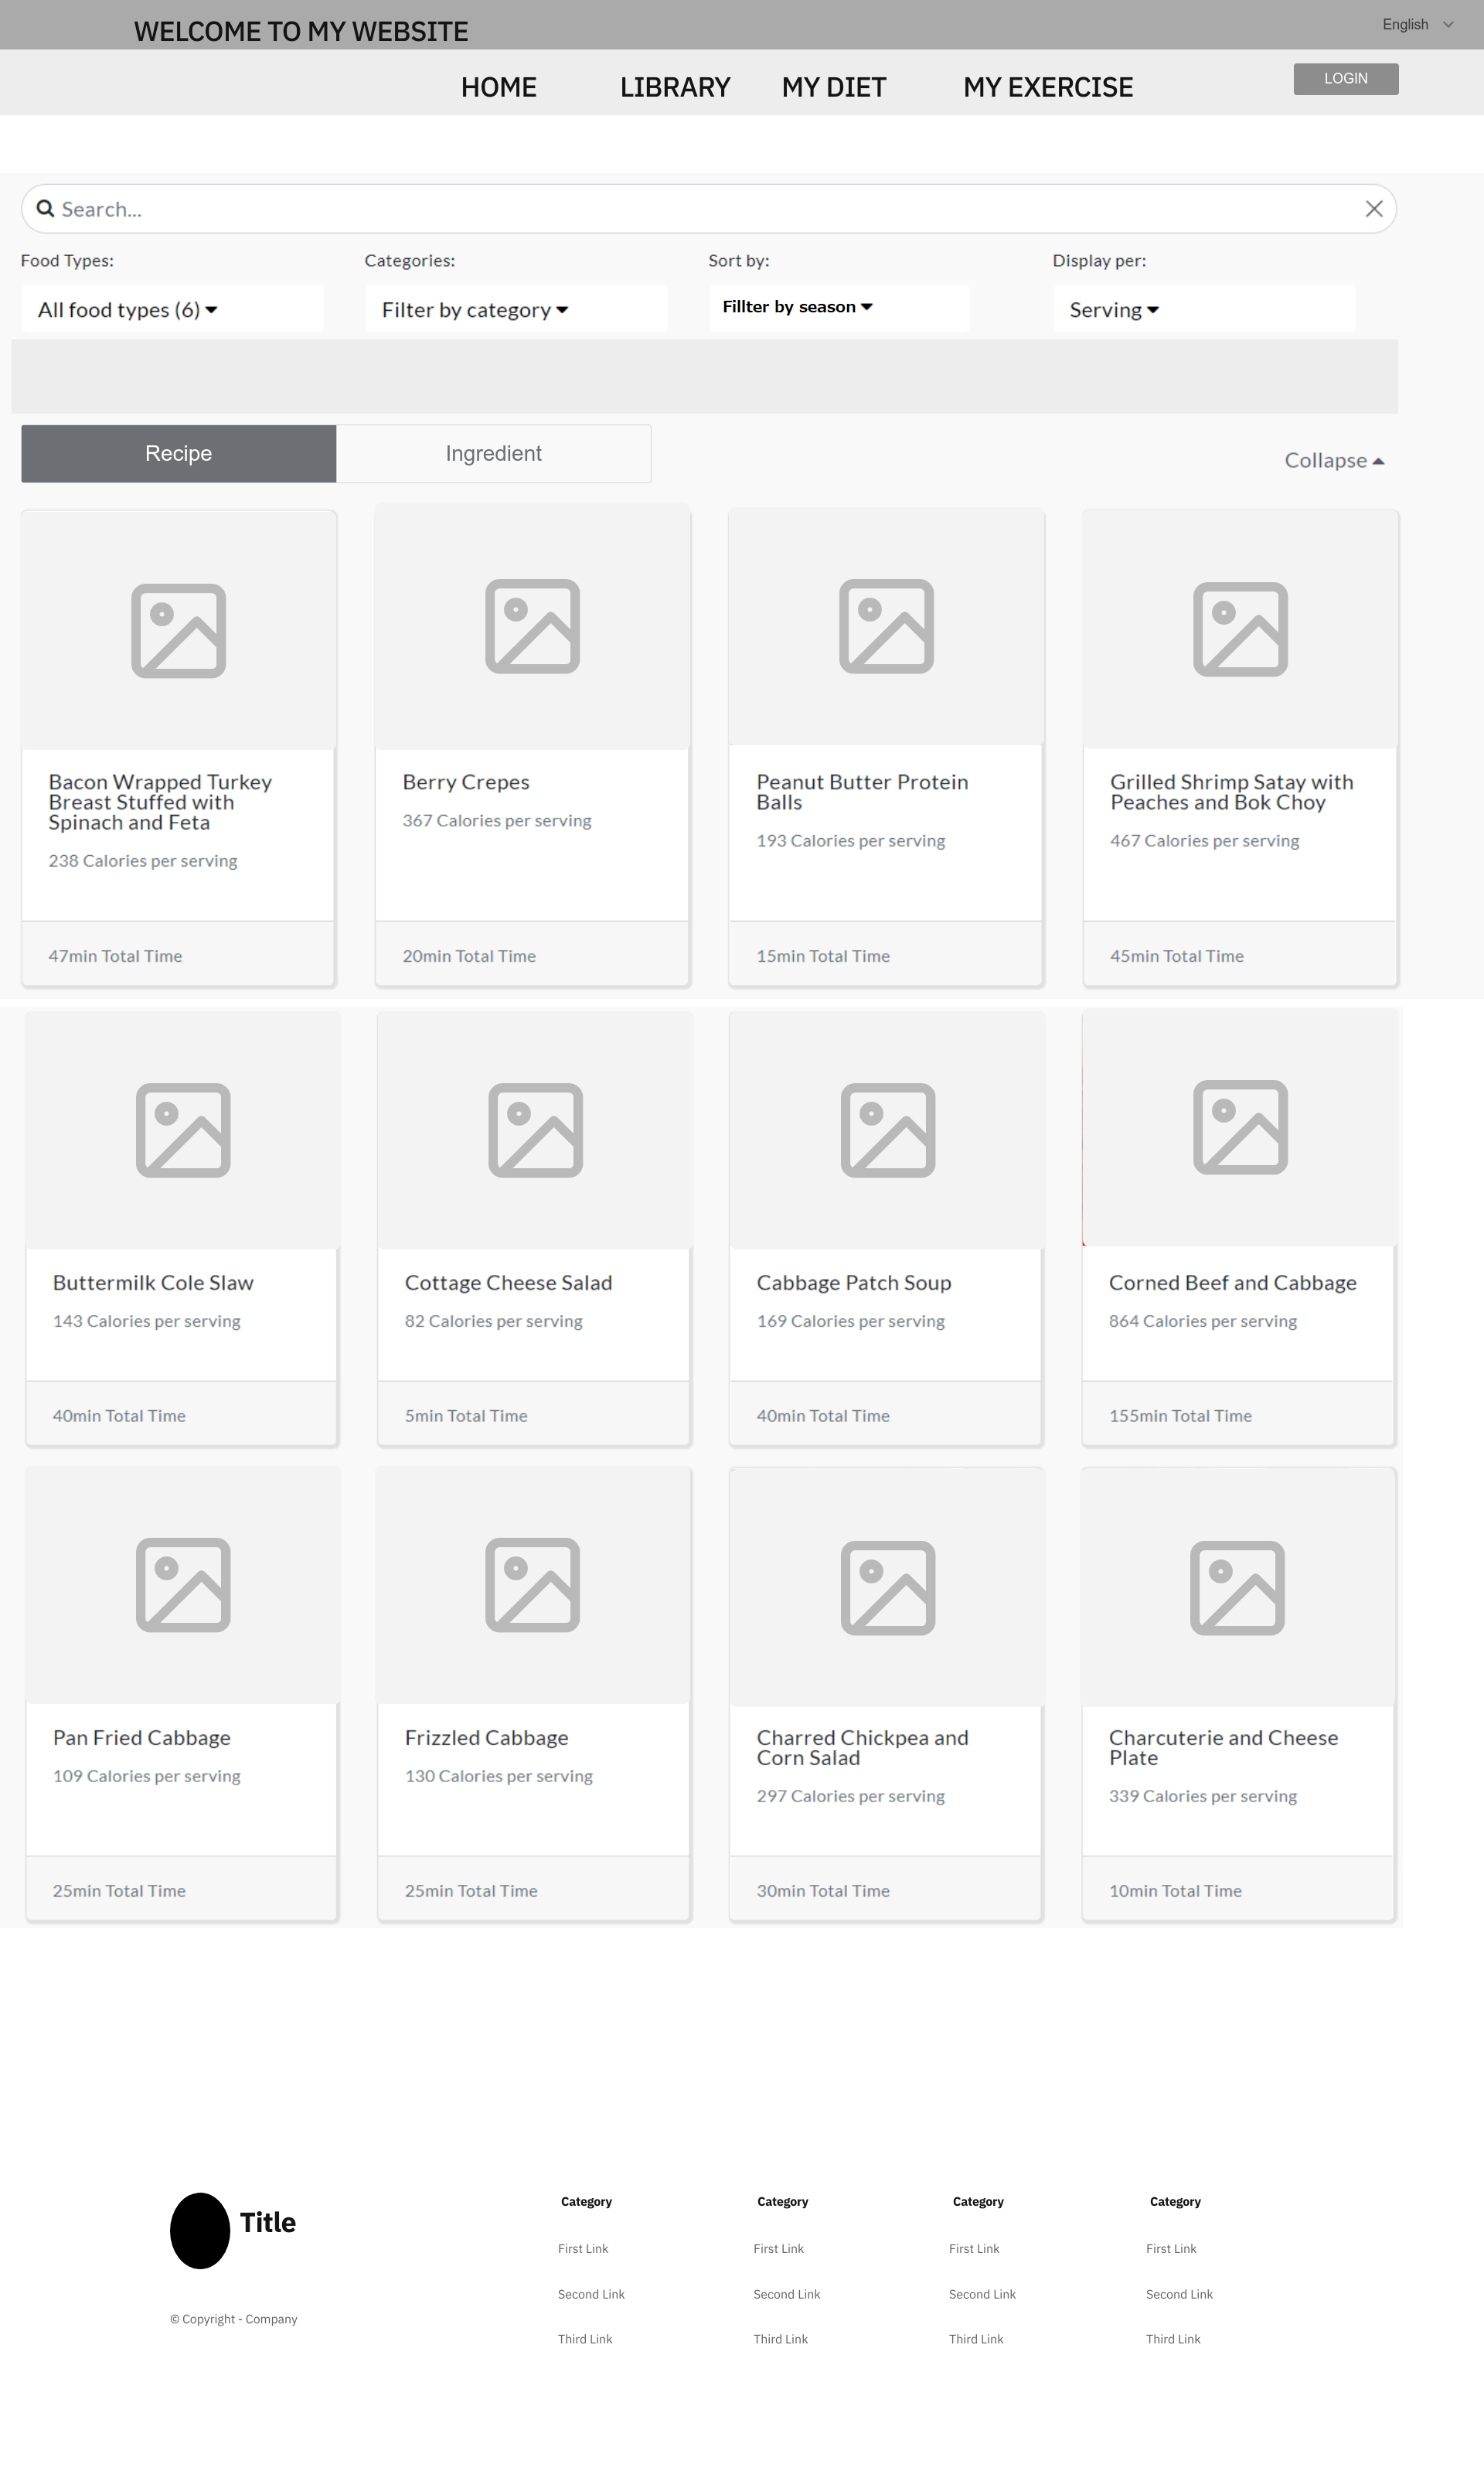 WELCOME TO MY WEBSITE
English
HOME LIBRARY MY DIET MY EXERCISE
LOGIN
Search...
Food Types: Categories: Sort by: Display per:
All food types (6) Filter by category Fillter by season Serving
Recipe Ingredient
Collapse
Bacon Wrapped Turkey
Breast Stuffed with
Spinach and Feta
238 Calories per serving
47min Total Time
Berry Crepes
367 Calories per serving
20min Total Time
Peanut Butter Protein
Balls
193 Calories per serving
15min Total Time
Grilled Shrimp Satay with
Peaches and Bok Choy
467 Calories per serving
45min Total Time
Buttermilk Cole Slaw
143 Calories per serving
40min Total Time
Cottage Cheese Salad
82 Calories per serving
5min Total Time
Cabbage Patch Soup
169 Calories per serving
40min Total Time
Corned Beef and Cabbage
864 Calories per serving
155min Total Time
Pan Fried Cabbage
109 Calories per serving
25min Total Time
Frizzled Cabbage
130 Calories per serving
25min Total Time
Charred Chickpea and
Corn Salad
297 Calories per serving
30min Total Time
Charcuterie and Cheese
Plate
339 Calories per serving
10min Total Time
Title
© Copyright - Company
Category
First Link
Second Link
Third Link
Category
First Link
Second Link
Third Link
Category
First Link
Second Link
Third Link
Category
First Link
Second Link
Third Link